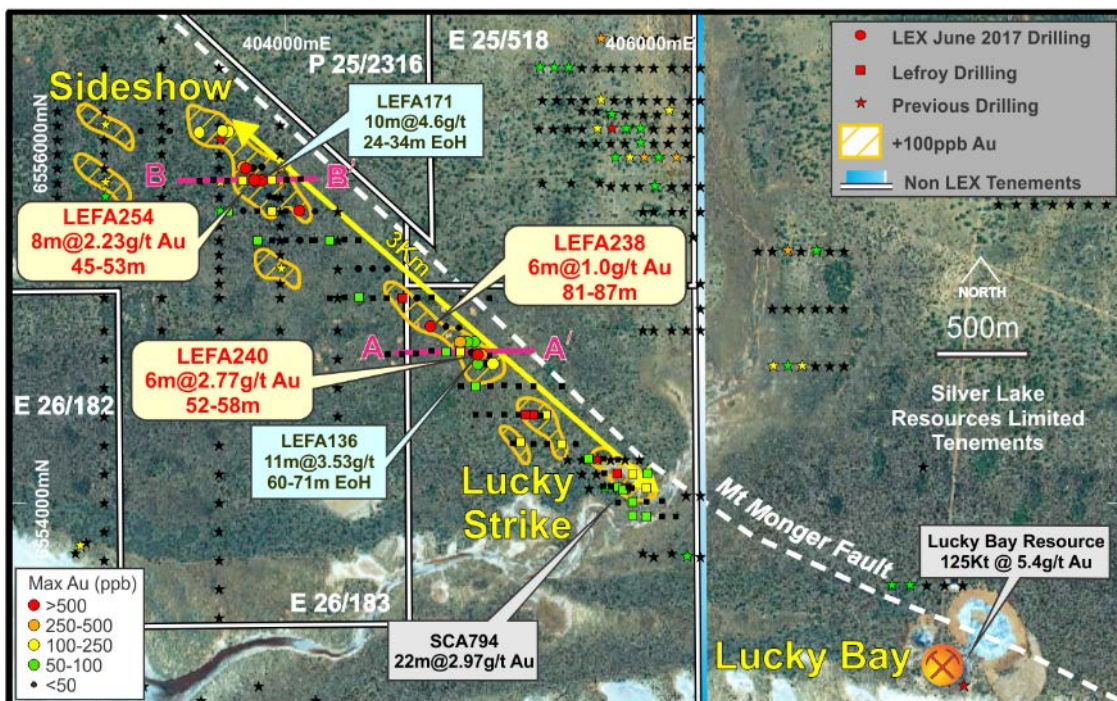 404000mE
406000mE
E 25/518
P 25/2316
Sideshow
LEFA171
10m@4.6g/t
24-34m EoH
LEX June 2017 Drilling
Lefroy Drilling
Previous Drilling
+100ppb Au
Non LEX Tenements
6556000mN
B
B'
LEFA254
8m@2.23g/t Au
45-53m
3Km
LEFA238
6m@1.0g/t Au
81-87m
NORTH
500m
A
A'
LEFA240
6m@2.77g/t Au
52-58m
E 26/182
Silver Lake
Resources Limited
Tenements
LEFA136
11m@3.53g/t
60-71m EoH
Lucky
Strike
6554000mN
Mt Monger Fault
Lucky Bay Resource
125Kt @ 5.4g/t Au
Max Au (ppb)
>500
250-500
100-250
50-100
<50
E 26/183
SCA794
22m@2.97g/t Au
Lucky Bay